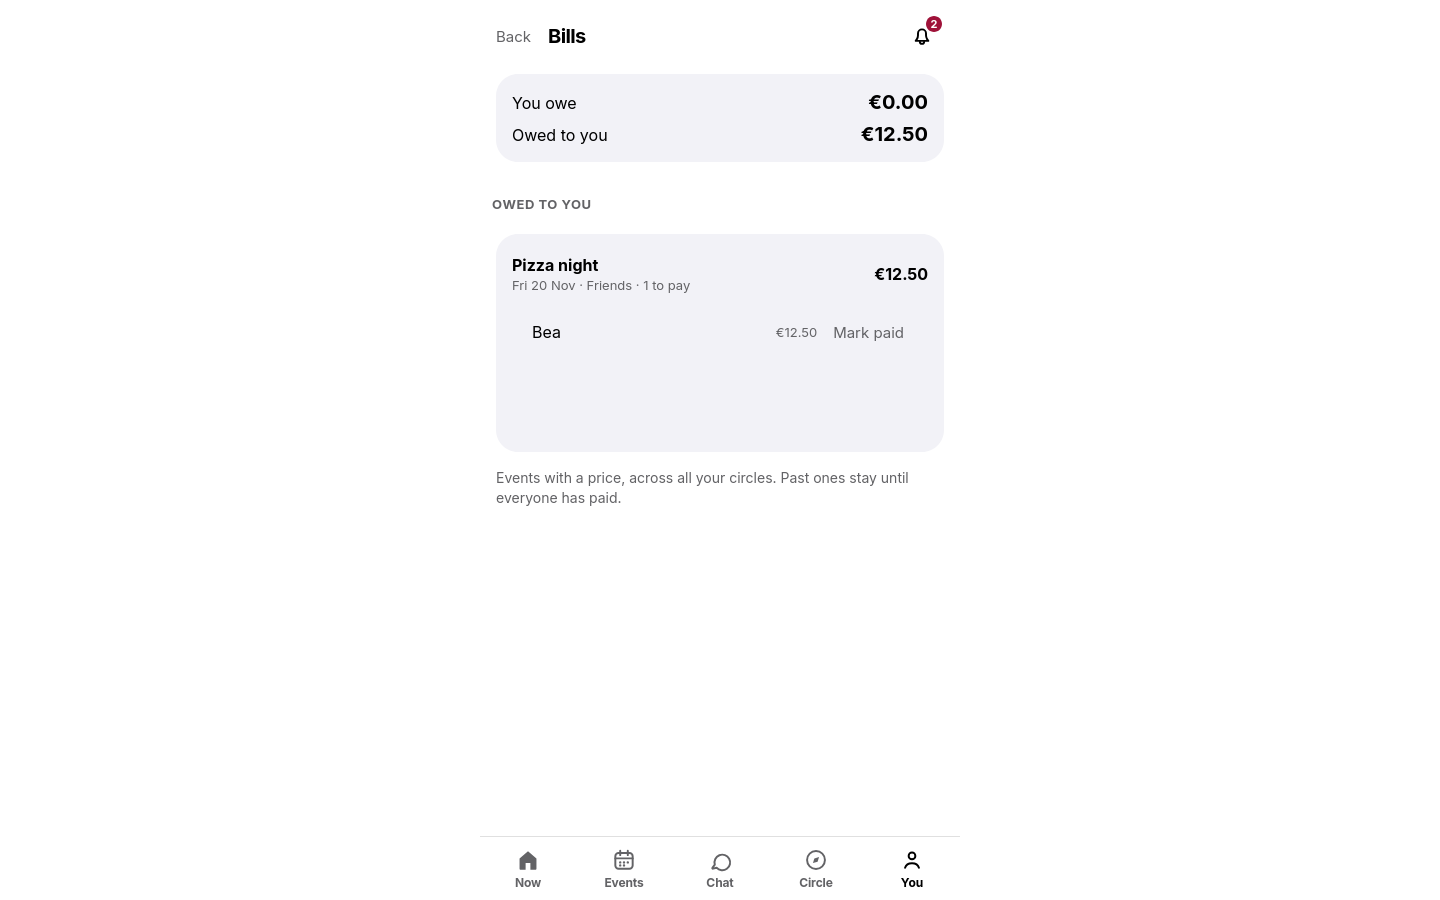 Back Bills 2
You owe €0.00
Owed to you €12.50
OWED TO YOU
Pizza night €12.50
Fri 20 Nov · Friends · 1 to pay
Bea €12.50 Mark paid
Events with a price, across all your circles. Past ones stay until
everyone has paid.
Now Events Chat Circle You